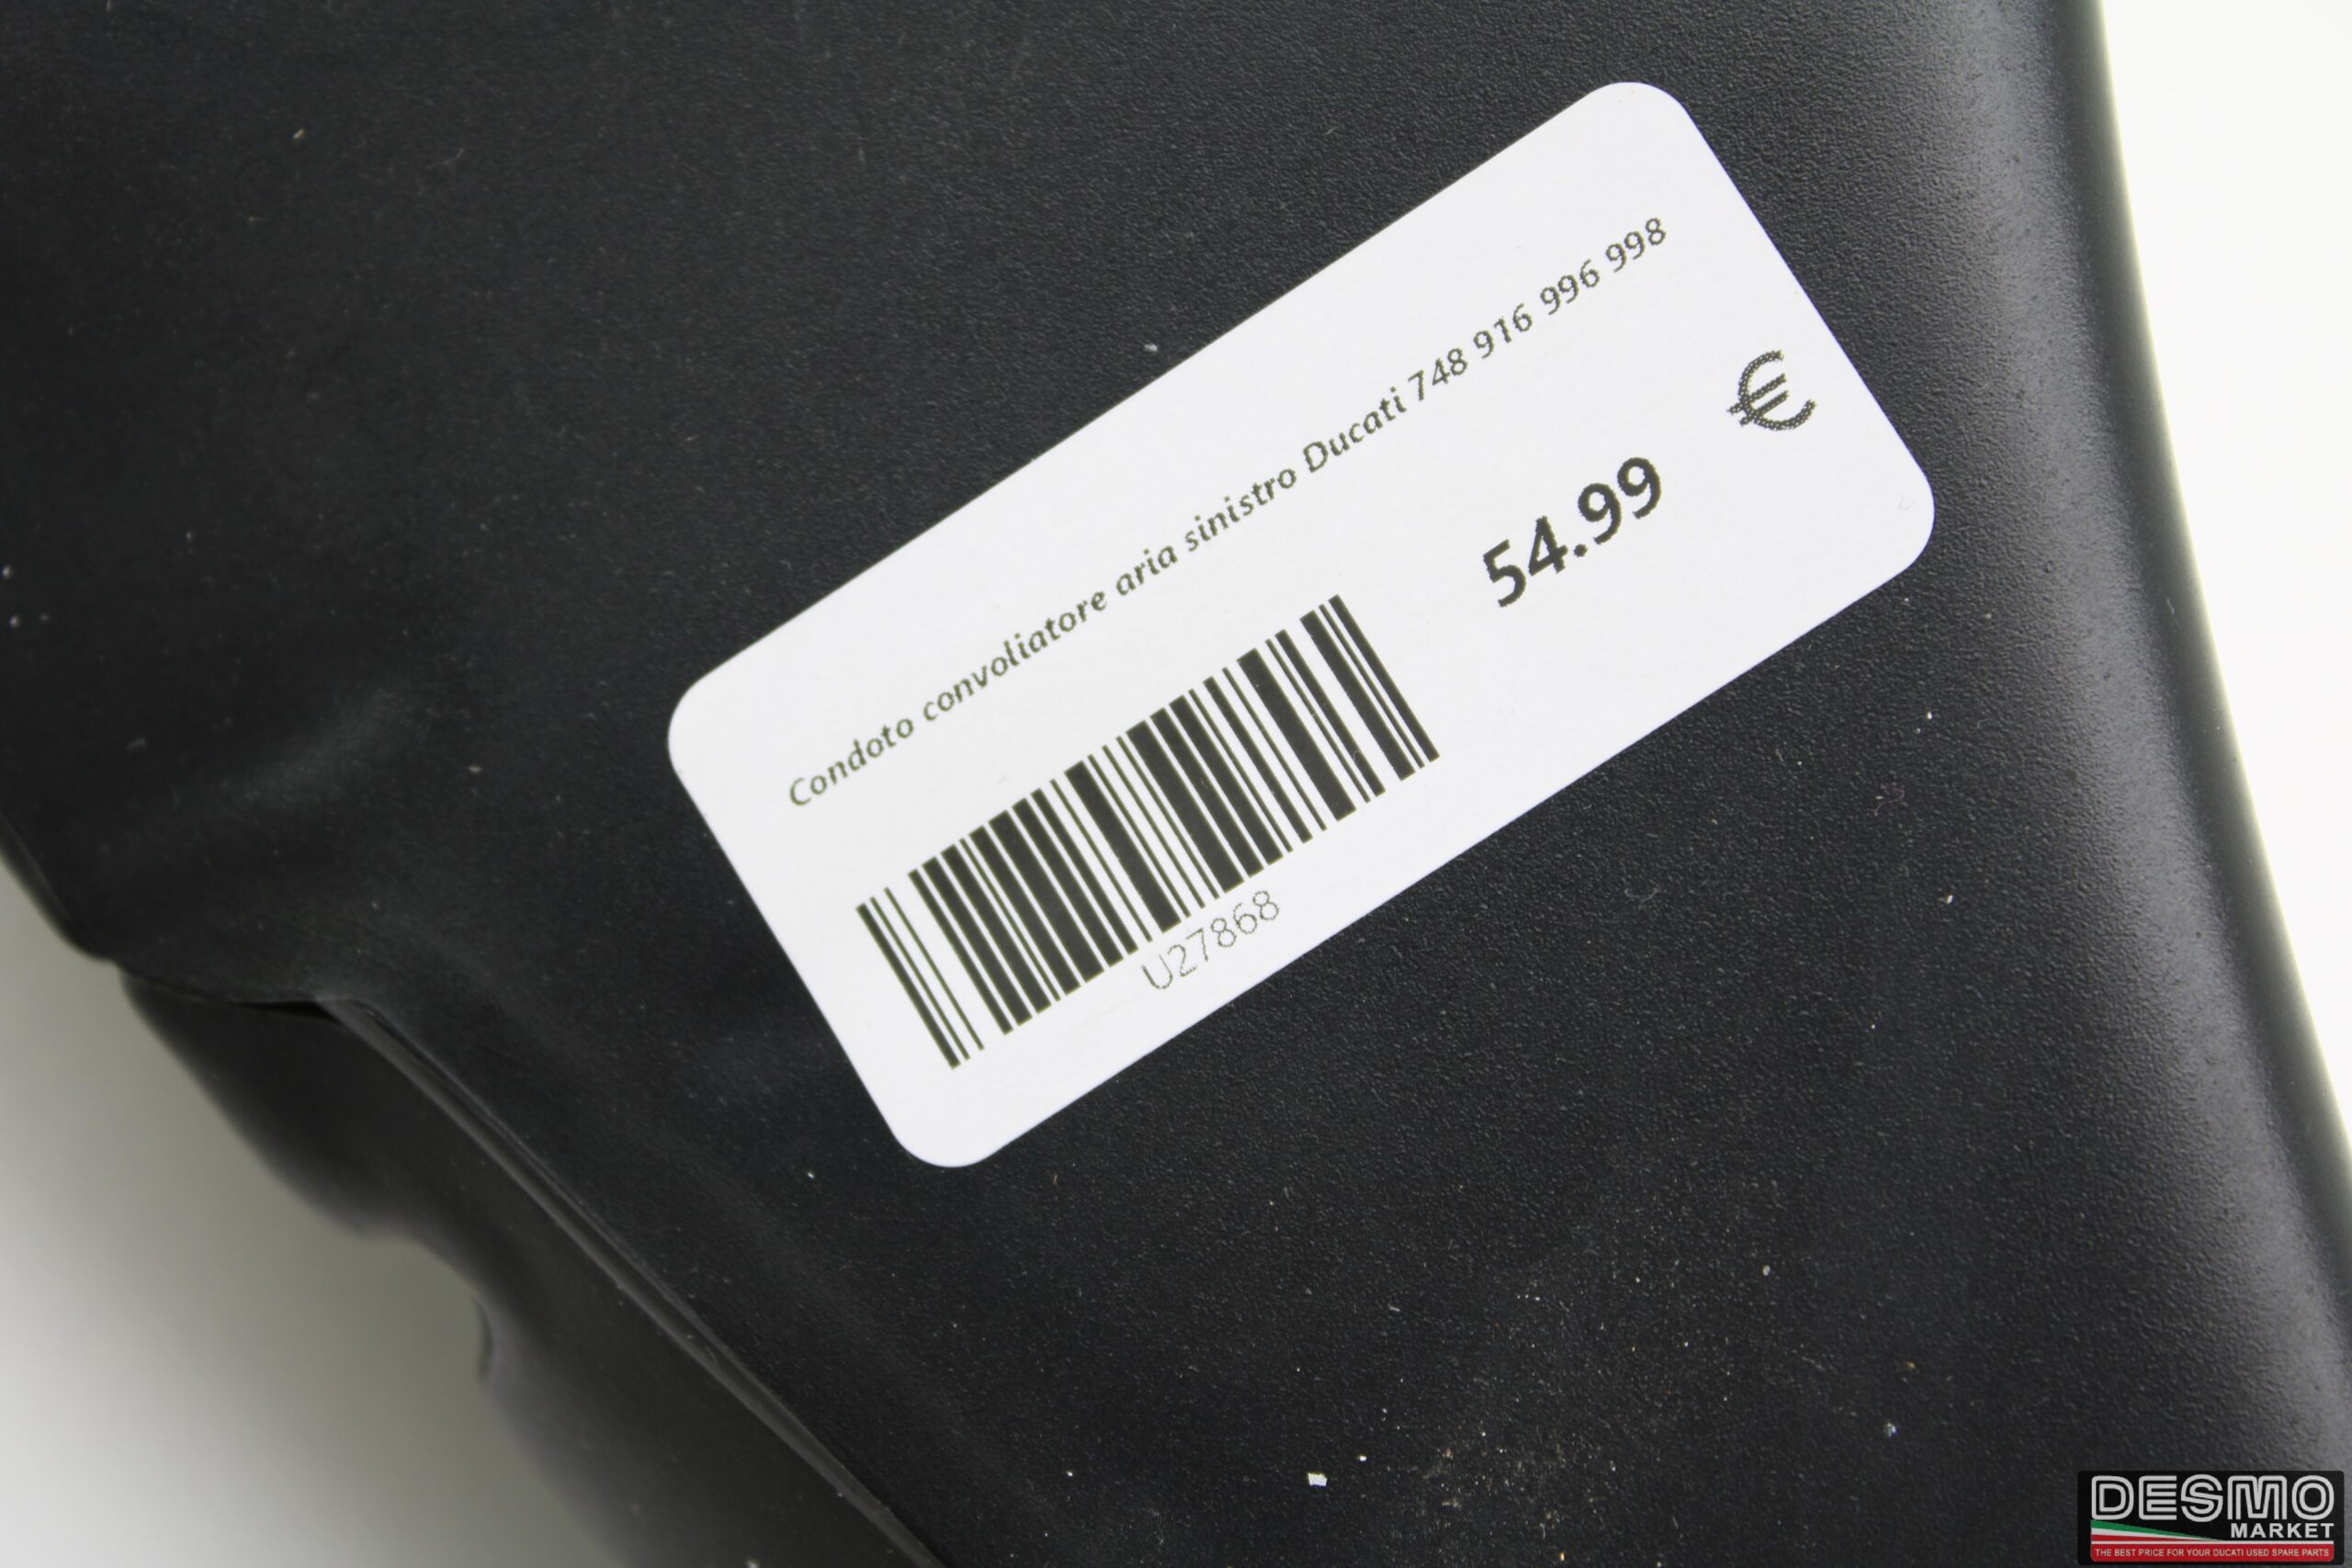 Condoto convoliatore aria sinistro Ducati 748 916 996 998
54.99 €
U27868
DESMO
MARKET
THE BEST PRICE FOR YOUR DUCATI USED SPARE PARTS